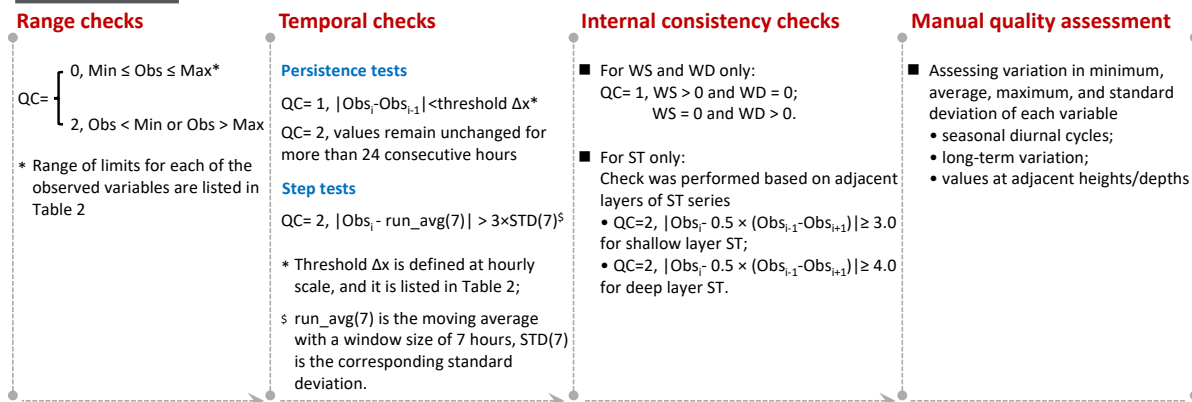 Range checks
QC=
0, Min ≤ Obs ≤ Max*
2, Obs < Min or Obs > Max
* Range of limits for each of the
observed variables are listed in
Table 2
Temporal checks
Persistence tests
QC= 1, |Obsi-Obsi-1|<threshold Δx*
QC= 2, values remain unchanged for
more than 24 consecutive hours
Step tests
QC= 2, |Obsi - run_avg(7)| > 3×STD(7)$
* Threshold Δx is defined at hourly
scale, and it is listed in Table 2;
$ run_avg(7) is the moving average
with a window size of 7 hours, STD(7)
is the corresponding standard
deviation.
Internal consistency checks
■ For WS and WD only:
QC= 1, WS > 0 and WD = 0;
WS = 0 and WD > 0.
■ For ST only:
Check was performed based on adjacent
layers of ST series
• QC=2, |Obsi- 0.5 × (Obsi-1-Obsi+1)|≥ 3.0
for shallow layer ST;
• QC=2, |Obsi- 0.5 × (Obsi-1-Obsi+1)|≥ 4.0
for deep layer ST.
Manual quality assessment
■ Assessing variation in minimum,
average, maximum, and standard
deviation of each variable
• seasonal diurnal cycles;
• long-term variation;
• values at adjacent heights/depths